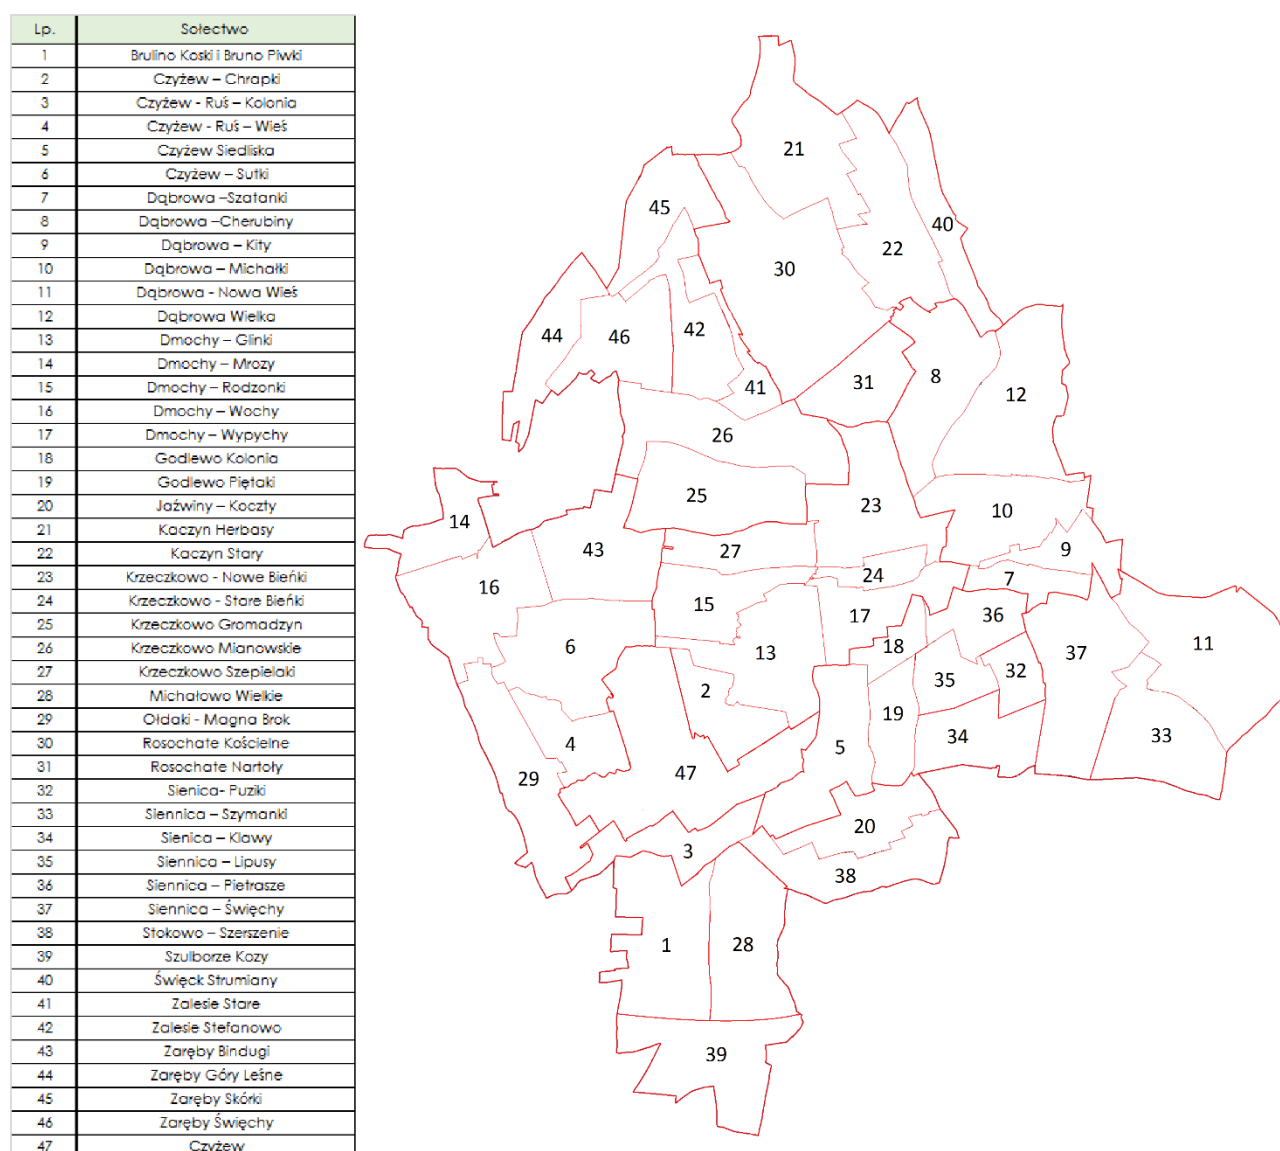 Lp. Sołectwo
1 Brulino Koski i Bruno Piwki
2 Czyżew – Chrapki
3 Czyżew - Ruś – Kolonia
4 Czyżew - Ruś – Wieś
5 Czyżew Siedliska
6 Czyżew – Sutki
7 Dąbrowa –Szatanki
8 Dąbrowa –Cherubiny
9 Dąbrowa – Kity
10 Dąbrowa – Michałki
11 Dąbrowa - Nowa Wieś
12 Dąbrowa Wielka
13 Dmochy – Glinki
14 Dmochy – Mrozy
15 Dmochy – Rodzonki
16 Dmochy – Wochy
17 Dmochy – Wypychy
18 Godlewo Kolonia
19 Godlewo Piętaki
20 Jaźwiny – Koczty
21 Kaczyn Herbasy
22 Kaczyn Stary
23 Krzeczkowo - Nowe Bieńki
24 Krzeczkowo - Stare Bieńki
25 Krzeczkowo Gromadzyn
26 Krzeczkowo Mianowskie
27 Krzeczkowo Szepielaki
28 Michałowo Wielkie
29 Ołdaki - Magna Brok
30 Rosochate Kościelne
31 Rosochate Nartoły
32 Sienica- Puziki
33 Siennica – Szymanki
34 Sienica – Klawy
35 Siennica – Lipusy
36 Siennica – Pietrasze
37 Siennica – Święchy
38 Stokowo – Szerszenie
39 Szulborze Kozy
40 Święck Strumiany
41 Zalesie Stare
42 Zalesie Stefanowo
43 Zaręby Bindugi
44 Zaręby Góry Leśne
45 Zaręby Skórki
46 Zaręby Święchy
47 Czyżew
21
45
40
22
30
44
46
42
41
31
8
12
26
25
23
10
14
43
27
9
24
7
16
15
17
36
6
13
18
11
37
2
35
32
19
34
33
4
5
47
29
20
3
38
1
28
39